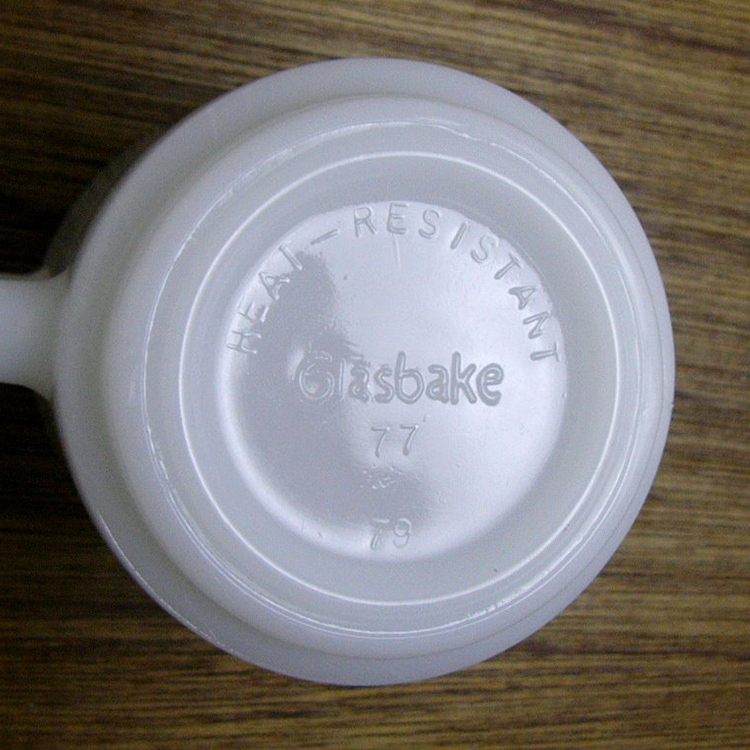 HEAT-RESISTANT
Glasbake
77
79